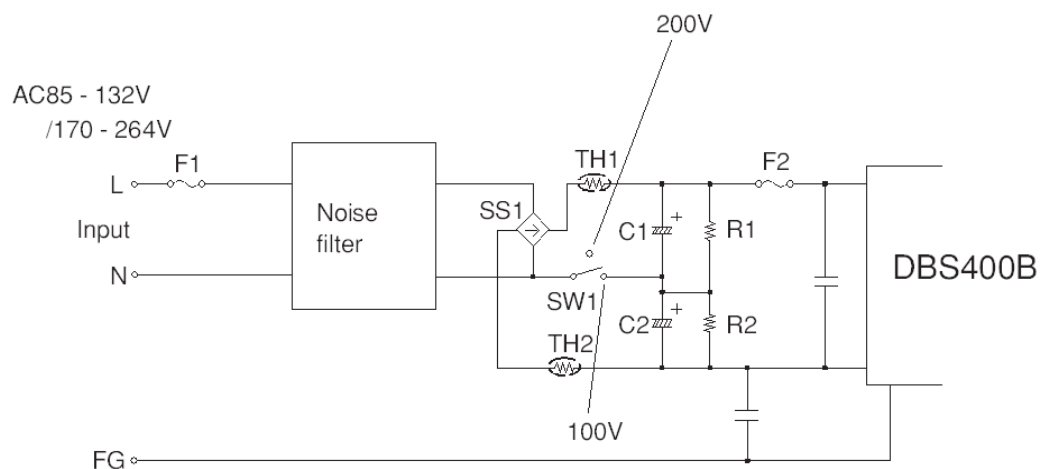 200V
AC85 - 132V
/170 - 264V
F1
TH1
F2
L
Noise
filter
SS1
C1
+
R1
Input
DBS400B
N
SW1
C2
+
R2
TH2
100V
FG